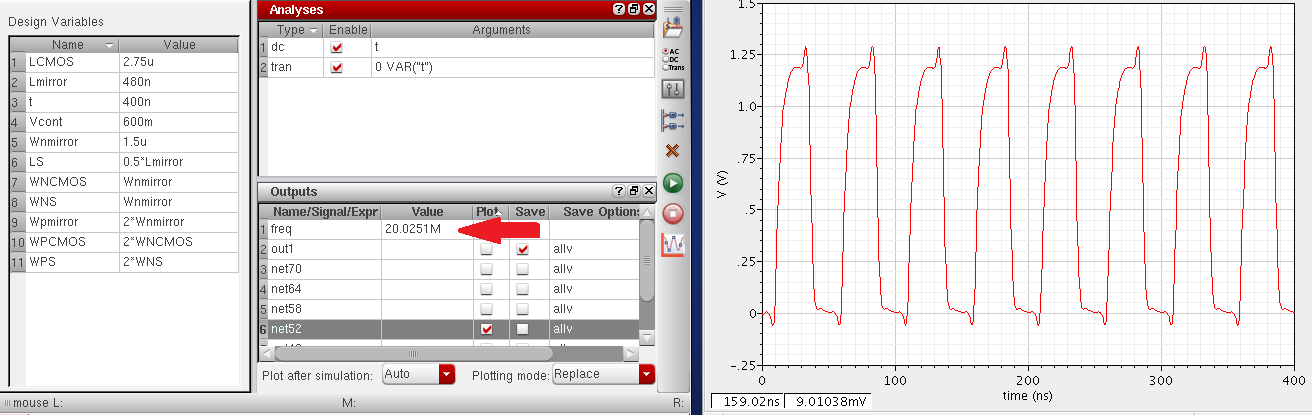 Design Variables
Name Value
1 LCMOS 2.75u
2 Lmirror 480n
3 t 400n
4 Vcont 600m
5 Wnmirror 1.5u
6 LS 0.5*Lmirror
7 WNCMOS Wnmirror
8 WNS Wnmirror
9 Wpmirror 2*Wnmirror
10 WPCMOS 2*WNCMOS
11 WPS 2*WNS
mouse L: M: R:
Analyses
Type Enable Arguments
1 dc t
2 tran 0 VAR("t")
Outputs
Name/Signal/Expr Value Plot Save Save Options
1 freq 20.0251M
2 out1 allv
3 net70 allv
4 net64 allv
5 net58 allv
6 net52 allv
Plot after simulation: Auto Plotting mode: Replace
AC
DC
Trans
V (V)
1.5
1.25
1.0
.75
.5
.25
0
-.25
0 100 200 300 400
time (ns)
159.02ns 9.01038mV